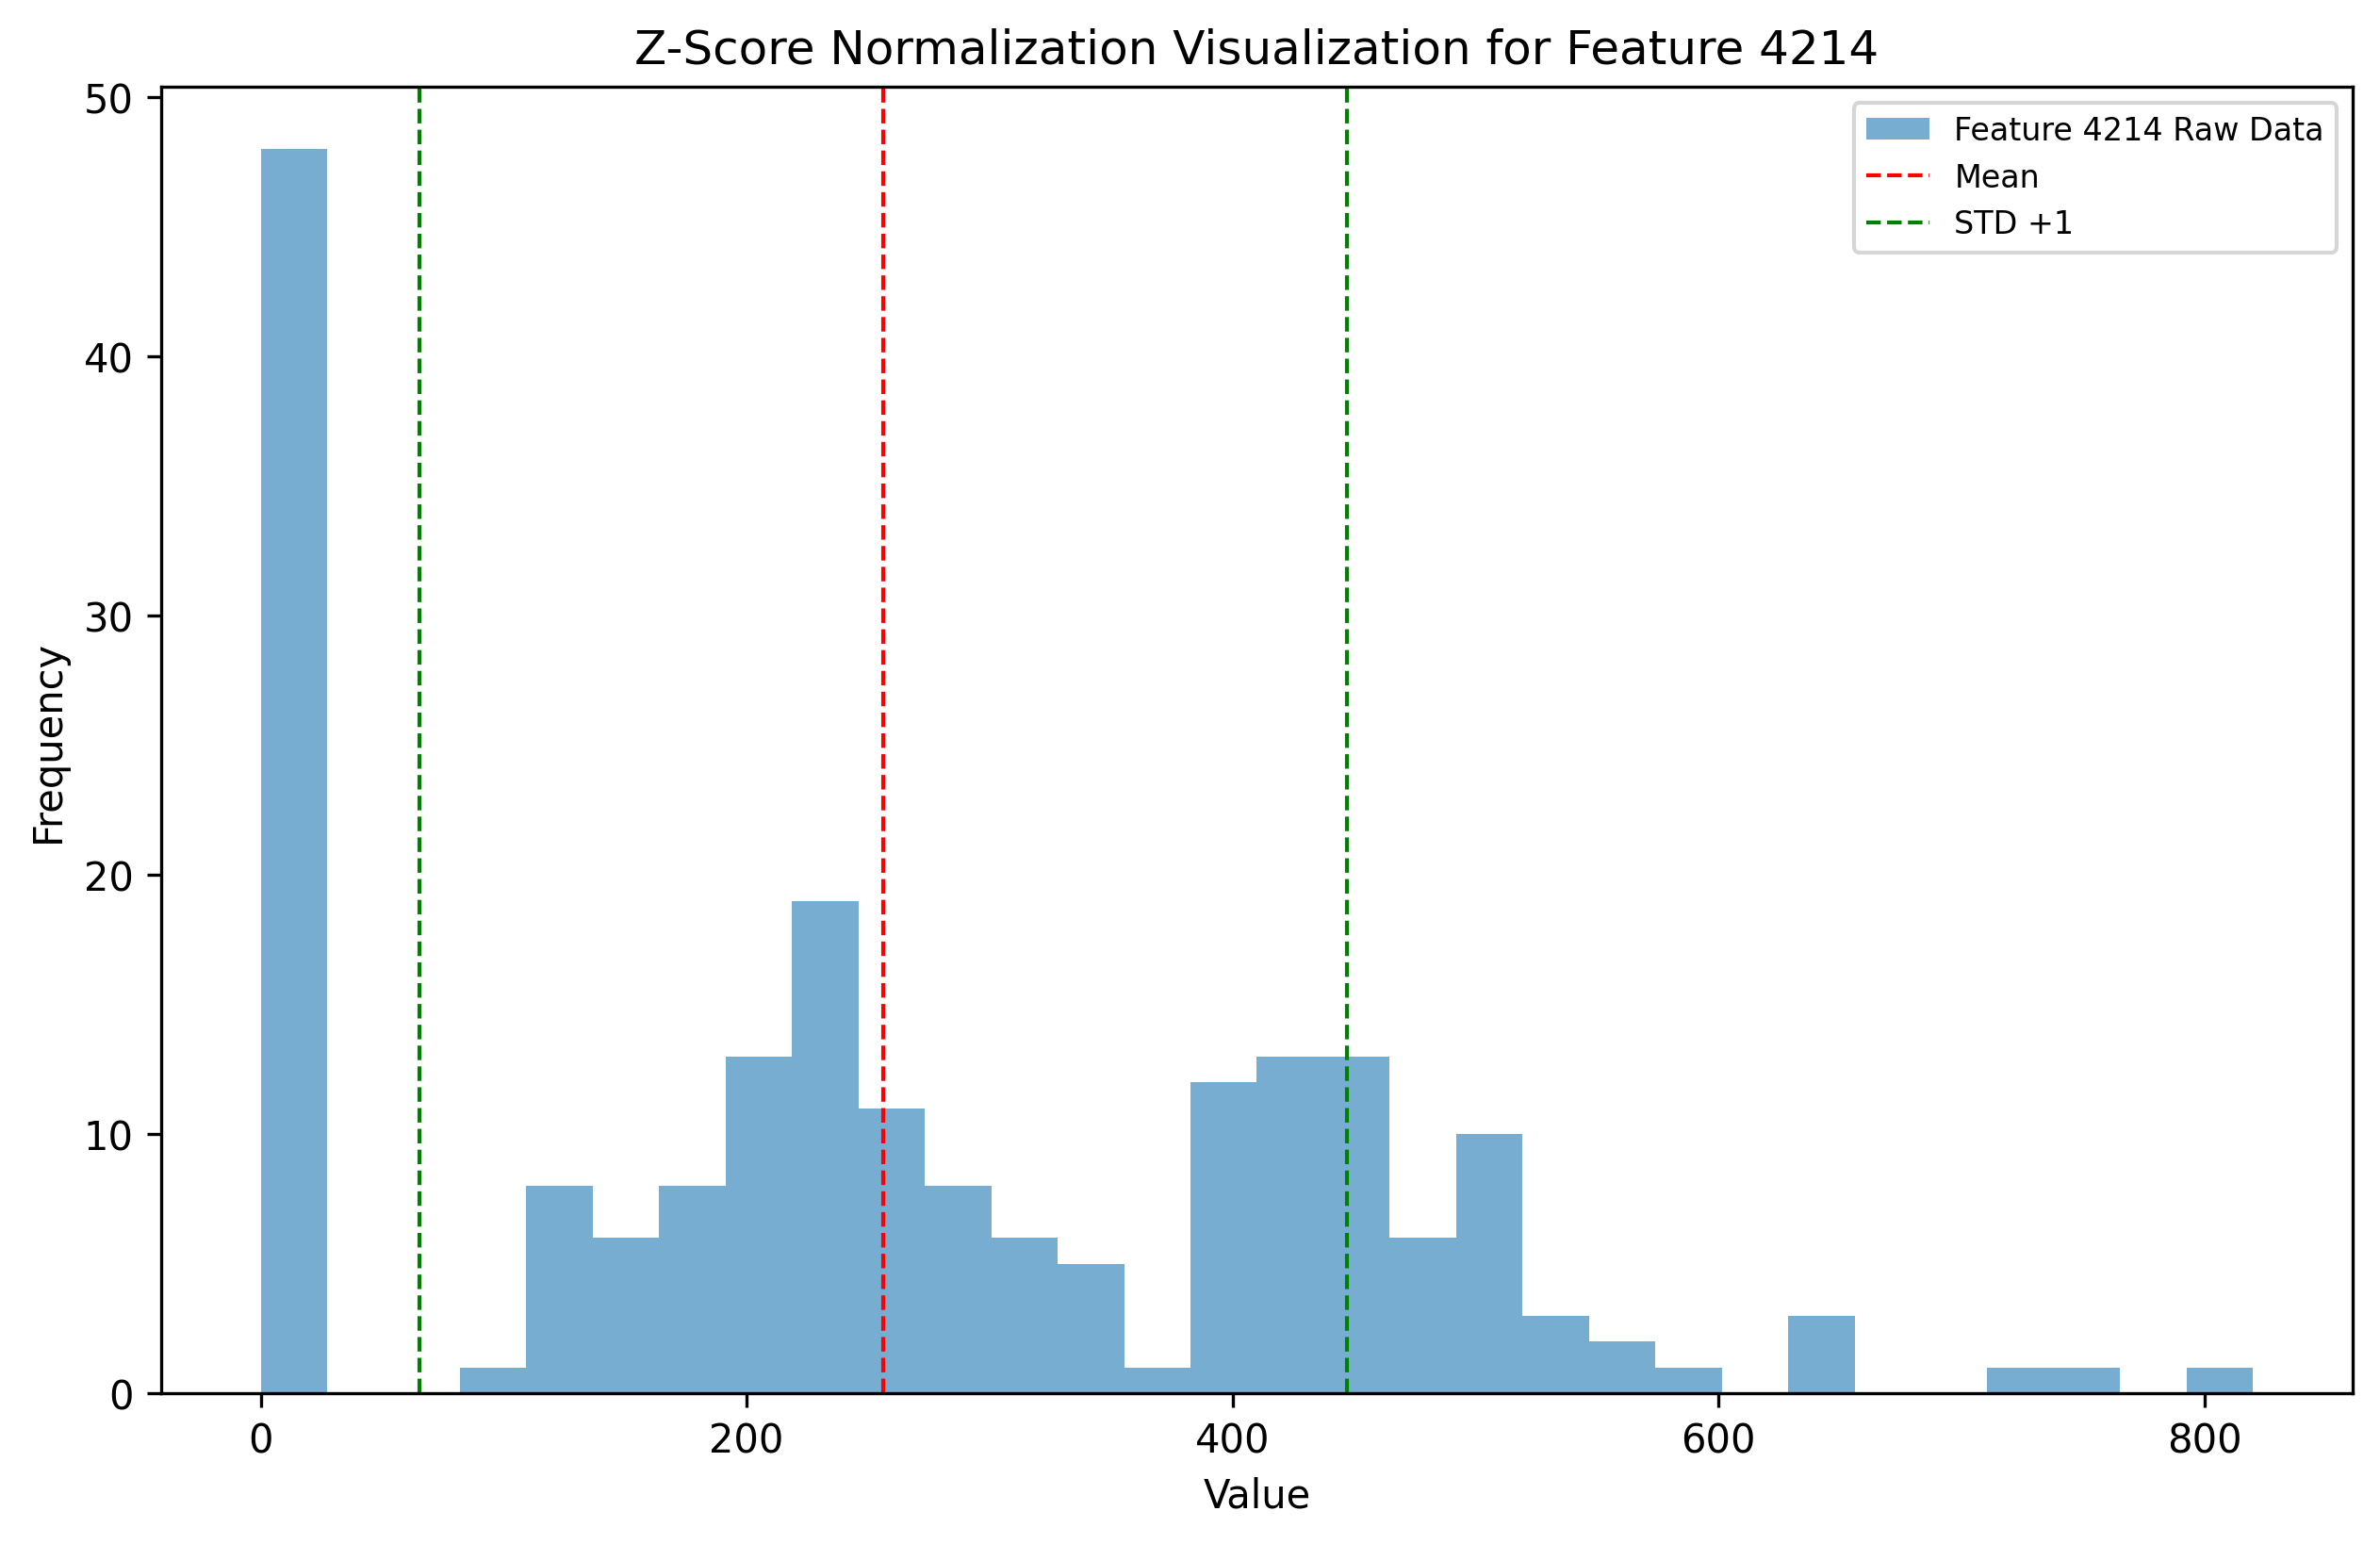 Z-Score Normalization Visualization for Feature 4214
Feature 4214 Raw Data
Mean
STD +1
50
40
30
20
10
0
Frequency
0 200 400 600 800
Value